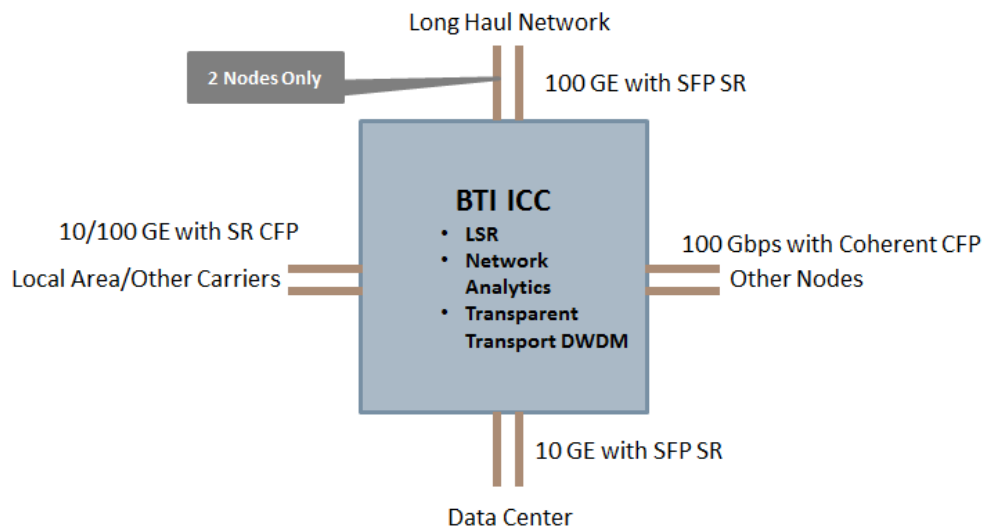 Long Haul Network
2 Nodes Only
100 GE with SFP SR
BTI ICC
• LSR
• Network
Analytics
• Transparent
Transport DWDM
10/100 GE with SR CFP
Local Area/Other Carriers
100 Gbps with Coherent CFP
Other Nodes
10 GE with SFP SR
Data Center